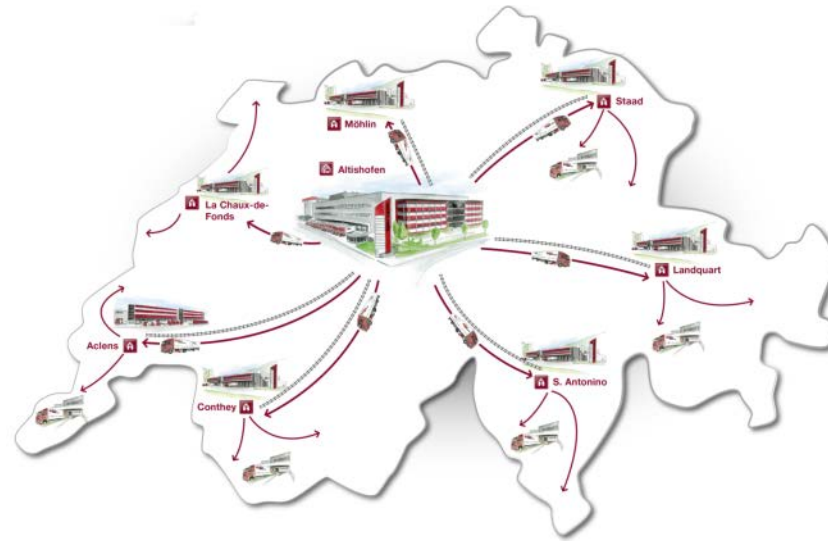 Staad
Möhlin
Altishofen
La Chaux-de-
Fonds
Landquart
Aclens
S. Antonino
Conthey